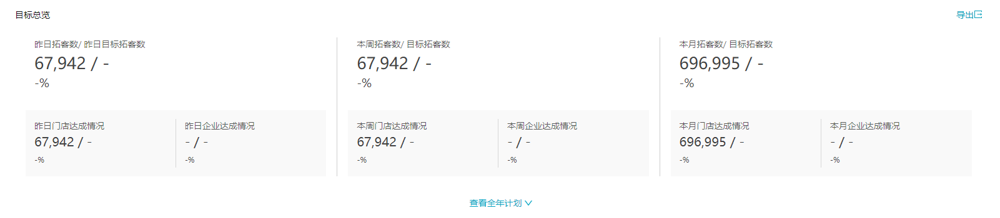 目标总览
导出
昨日拓客数/ 昨日目标拓客数
67,942 / -
-%
昨日门店达成情况
67,942 / -
-%
昨日企业达成情况
- / -
-%
本周拓客数/ 目标拓客数
67,942 / -
-%
本周门店达成情况
67,942 / -
-%
本周企业达成情况
- / -
-%
本月拓客数/ 目标拓客数
696,995 / -
-%
本月门店达成情况
696,995 / -
-%
本月企业达成情况
- / -
-%
查看全年计划